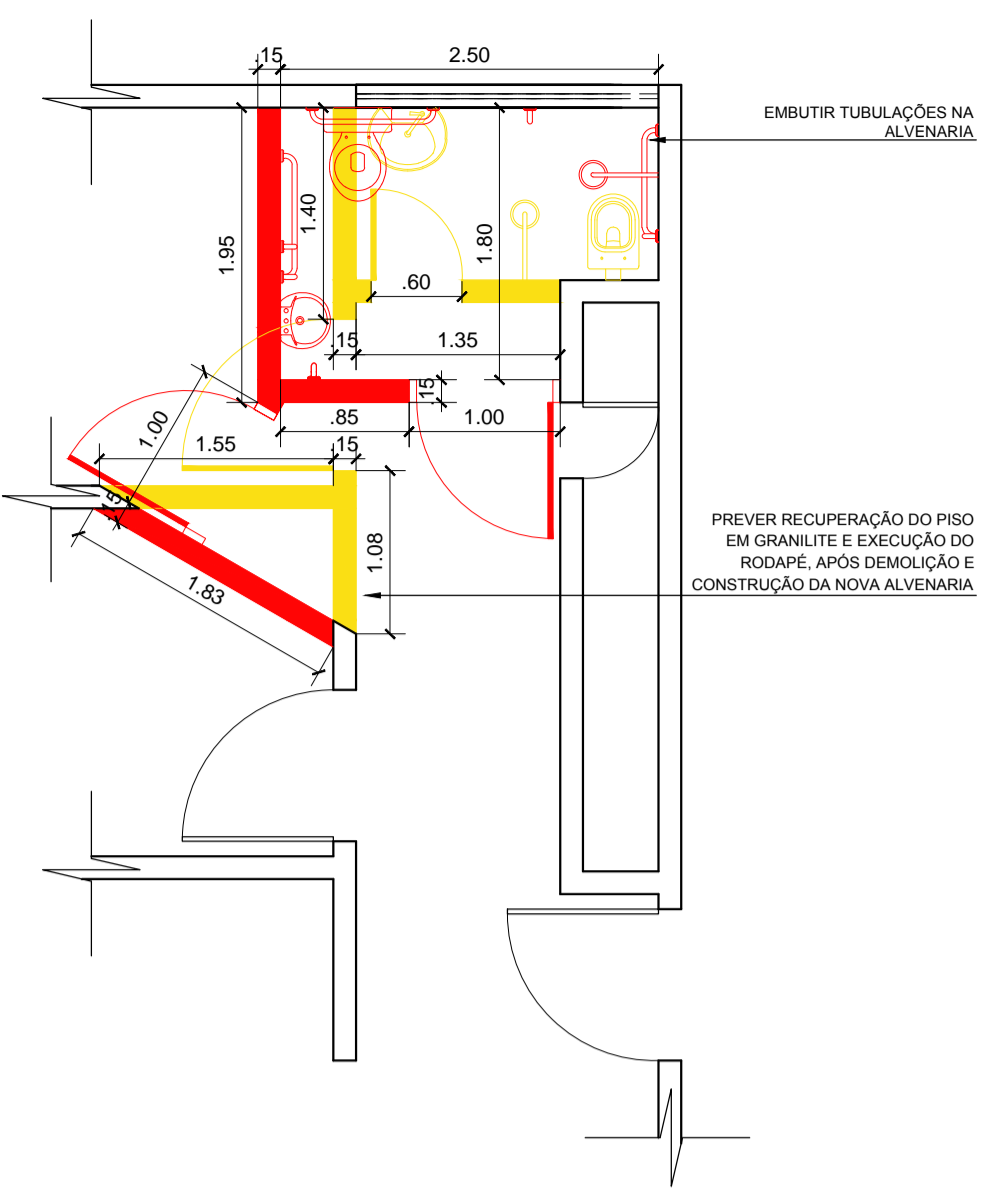 .15
2.50
EMBUTIR TUBULAÇÕES NA
ALVENARIA
1.40
1.95
1.80
.60
.15
1.35
.15
1.00
.85
1.00
1.55
.15
.15
PREVER RECUPERAÇÃO DO PISO
EM GRANILITE E EXECUÇÃO DO
RODAPÉ, APÓS DEMOLIÇÃO E
CONSTRUÇÃO DA NOVA ALVENARIA
1.08
1.83